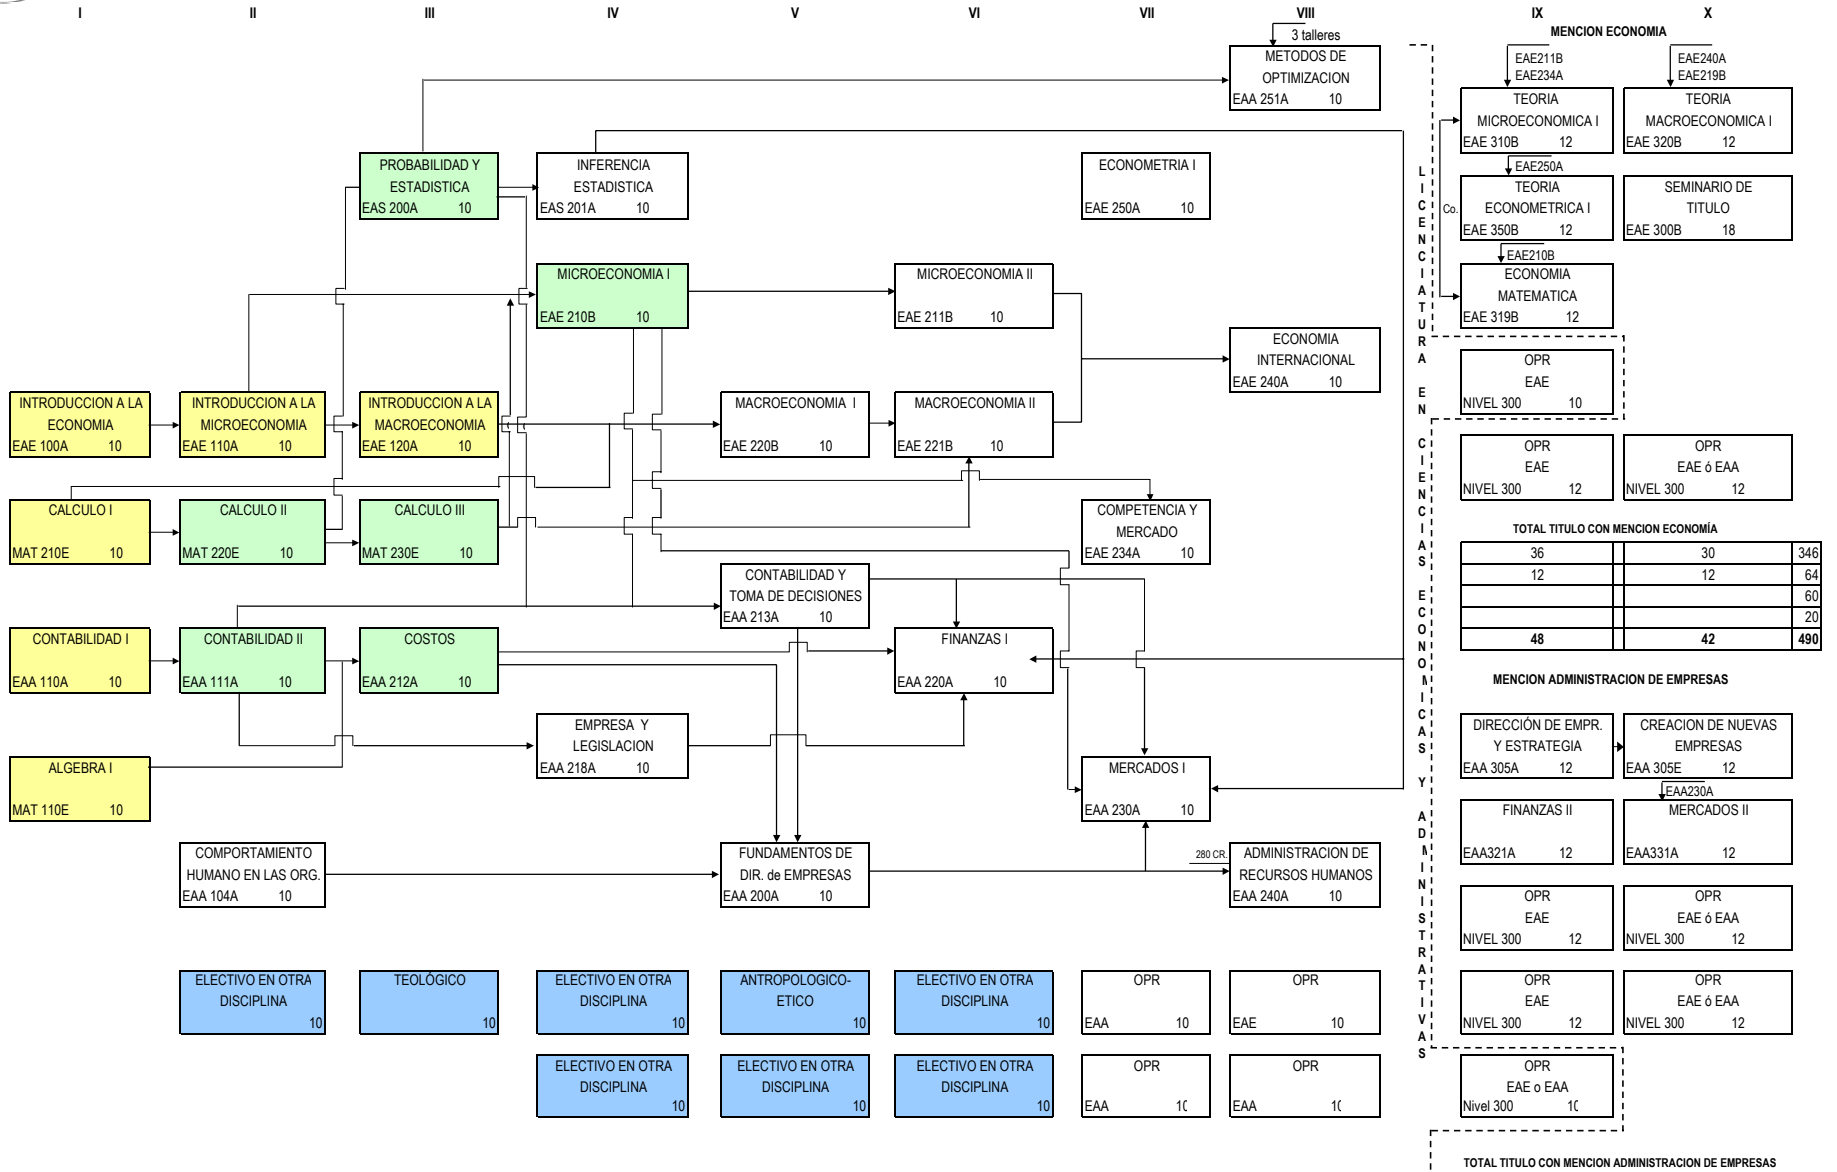 I II III IV V VI VII VIII IX X
MENCION ECONOMIA
3 talleres
METODOS DE
OPTIMIZACION
EAA 251A 10
EAE211B
EAE234A
TEORIA
MICROECONOMICA I
EAE 310B 12
EAE240A
EAE219B
TEORIA
MACROECONOMICA I
EAE 320B 12
PROBABILIDAD Y
ESTADISTICA
EAS 200A 10
INFERENCIA
ESTADISTICA
EAS 201A 10
ECONOMETRIA I
EAE 250A 10
Co.
EAE250A
TEORIA
ECONOMETRICA I
EAE 350B 12
SEMINARIO DE
TITULO
EAE 300B 18
MICROECONOMIA I
EAE 210B 10
MICROECONOMIA II
EAE 211B 10
EAE210B
ECONOMIA
MATEMATICA
EAE 319B 12
ECONOMIA
INTERNACIONAL
EAE 240A 10
OPR
EAE
NIVEL 300 10
INTRODUCCION A LA
ECONOMIA
EAE 100A 10
INTRODUCCION A LA
MICROECONOMIA
EAE 110A 10
INTRODUCCION A LA
MACROECONOMIA
EAE 120A 10
MACROECONOMIA I
EAE 220B 10
MACROECONOMIA II
EAE 221B 10
OPR
EAE
NIVEL 300 12
OPR
EAE ó EAA
NIVEL 300 12
CALCULO I
MAT 210E 10
CALCULO II
MAT 220E 10
CALCULO III
MAT 230E 10
COMPETENCIA Y
MERCADO
EAE 234A 10
LICENCIATURA EN CIENCIAS ECONOMICAS Y ADMINISTRATIVAS
TOTAL TITULO CON MENCION ECONOMÍA
36 30 346
12 12 64
60
20
48 42 490
CONTABILIDAD Y
TOMA DE DECISIONES
EAA 213A 10
CONTABILIDAD I
EAA 110A 10
CONTABILIDAD II
EAA 111A 10
COSTOS
EAA 212A 10
FINANZAS I
EAA 220A 10
MENCION ADMINISTRACION DE EMPRESAS
EMPRESA Y
LEGISLACION
EAA 218A 10
DIRECCIÓN DE EMPR.
Y ESTRATEGIA
EAA 305A 12
CREACION DE NUEVAS
EMPRESAS
EAA 305E 12
ALGEBRA I
MAT 110E 10
MERCADOS I
EAA 230A 10
FINANZAS II
EAA321A 12
EAA230A
MERCADOS II
EAA331A 12
COMPORTAMIENTO
HUMANO EN LAS ORG.
EAA 104A 10
FUNDAMENTOS DE
DIR. de EMPRESAS
EAA 200A 10
280 CR.
ADMINISTRACION DE
RECURSOS HUMANOS
EAA 240A 10
OPR
EAE
NIVEL 300 12
OPR
EAE ó EAA
NIVEL 300 12
ELECTIVO EN OTRA
DISCIPLINA
10
TEOLÓGICO
10
ELECTIVO EN OTRA
DISCIPLINA
10
ANTROPOLOGICO-
ETICO
10
ELECTIVO EN OTRA
DISCIPLINA
10
OPR
EAA 10
OPR
EAE 10
OPR
EAE
NIVEL 300 12
OPR
EAE ó EAA
NIVEL 300 12
ELECTIVO EN OTRA
DISCIPLINA
10
ELECTIVO EN OTRA
DISCIPLINA
10
ELECTIVO EN OTRA
DISCIPLINA
10
OPR
EAA 10
OPR
EAA 10
OPR
EAE o EAA
Nivel 300 10
TOTAL TITULO CON MENCION ADMINISTRACION DE EMPRESAS